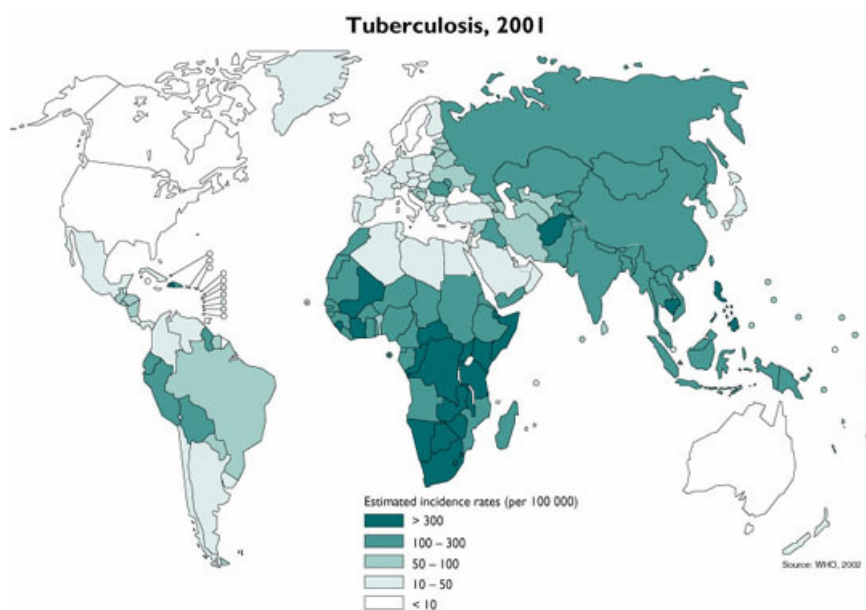 Tuberculosis, 2001
Estimated incidence rates (per 100 000)
> 300
100 – 300
50 – 100
10 – 50
< 10
Source: WHO, 2002